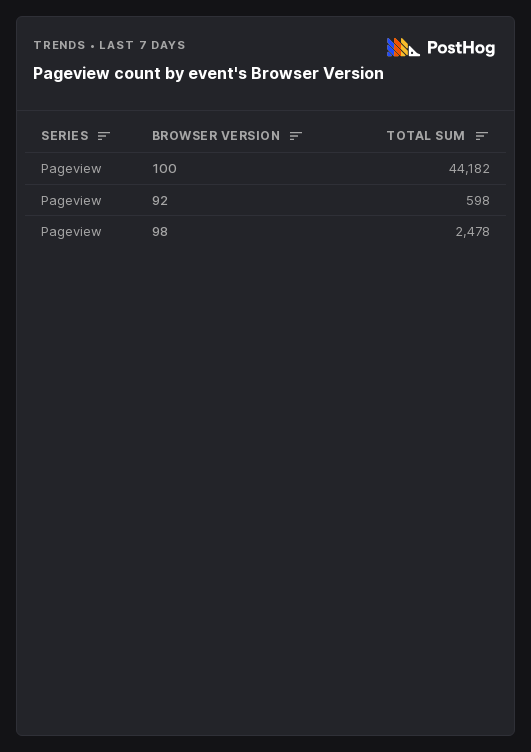 TRENDS • LAST 7 DAYS
PostHog
Pageview count by event's Browser Version
SERIES BROWSER VERSION TOTAL SUM
Pageview 100 44,182
Pageview 92 598
Pageview 98 2,478